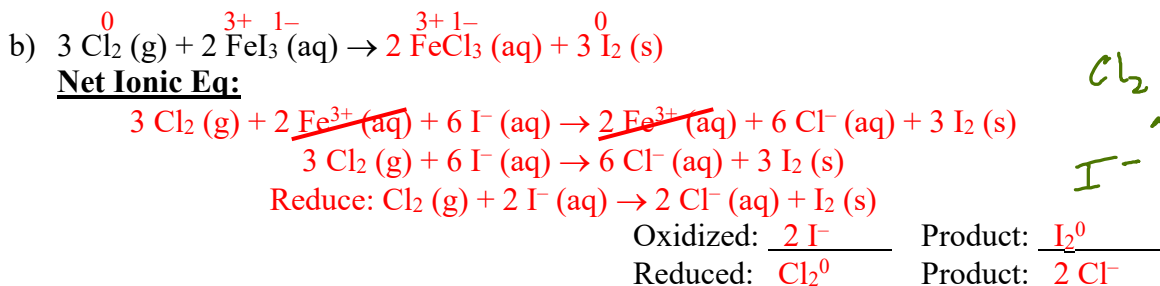 0 3+ 1– 3+ 1– 0
b) 3 Cl₂ (g) + 2 FeI₃ (aq) → 2 FeCl₃ (aq) + 3 I₂ (s)
Net Ionic Eq:
Cl₂
3 Cl₂ (g) + 2 Fe³⁺ (aq) + 6 I⁻ (aq) → 2 Fe³⁺ (aq) + 6 Cl⁻ (aq) + 3 I₂ (s)
3 Cl₂ (g) + 6 I⁻ (aq) → 6 Cl⁻ (aq) + 3 I₂ (s)
I⁻
Reduce: Cl₂ (g) + 2 I⁻ (aq) → 2 Cl⁻ (aq) + I₂ (s)
Oxidized: 2 I⁻ Product: I₂⁰
Reduced: Cl₂⁰ Product: 2 Cl⁻